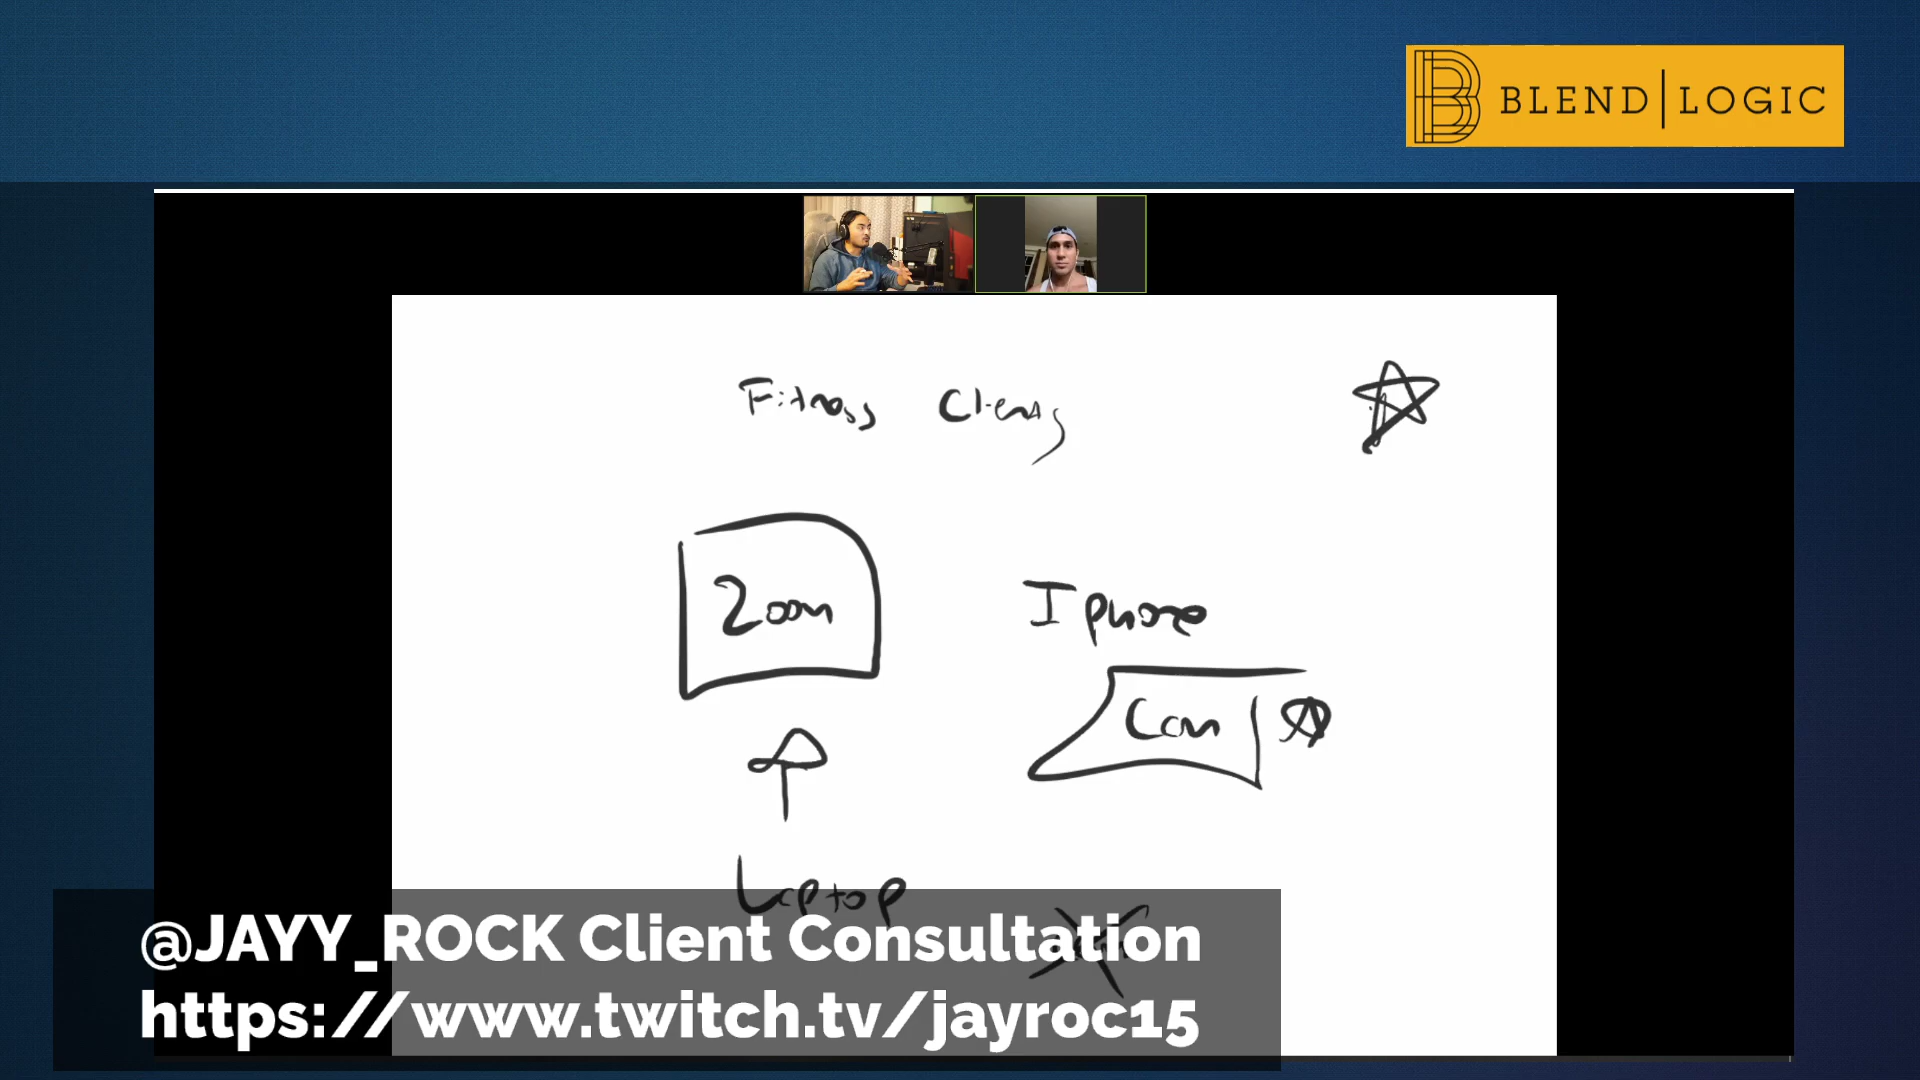 BLEND|LOGIC
Fitness Clients
Zoom
Iphone
Cam
Laptop
@JAYY_ROCK Client Consultation
https://www.twitch.tv/jayroc15